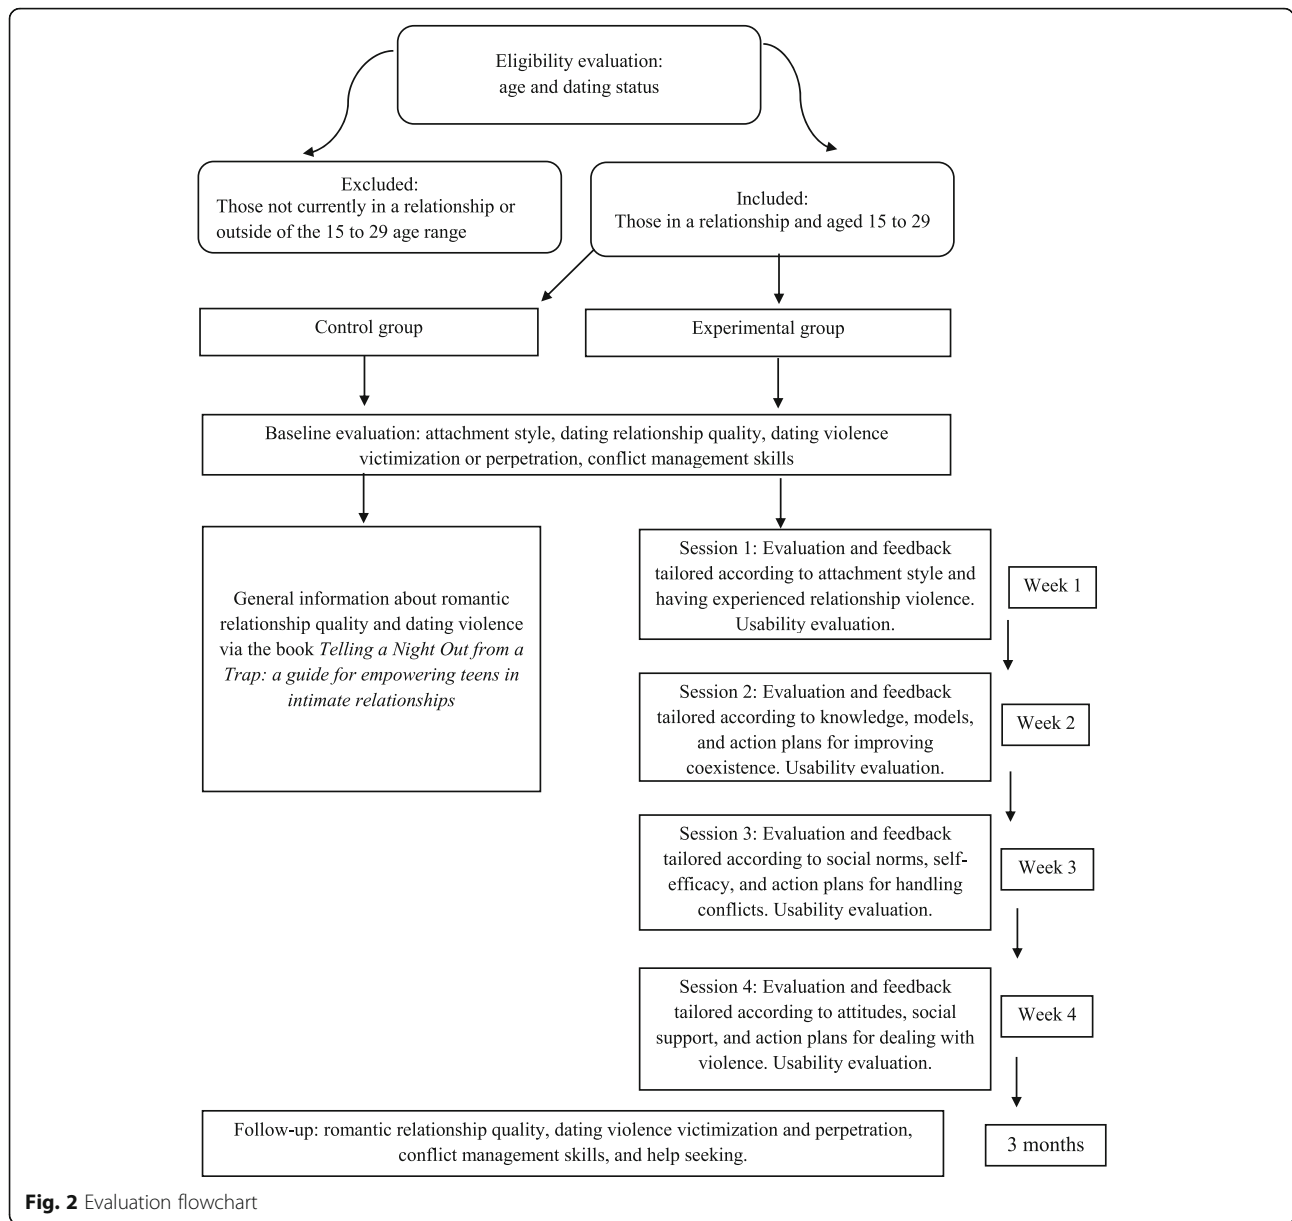 Eligibility evaluation:
age and dating status
Excluded:
Those not currently in a relationship or
outside of the 15 to 29 age range
Included:
Those in a relationship and aged 15 to 29
Control group
Experimental group
Baseline evaluation: attachment style, dating relationship quality, dating violence
victimization or perpetration, conflict management skills
General information about romantic
relationship quality and dating violence
via the book Telling a Night Out from a
Trap: a guide for empowering teens in
intimate relationships
Session 1: Evaluation and feedback
tailored according to attachment style and
having experienced relationship violence.
Usability evaluation.
Week 1
Session 2: Evaluation and feedback
tailored according to knowledge, models,
and action plans for improving
coexistence. Usability evaluation.
Week 2
Session 3: Evaluation and feedback
tailored according to social norms, self-
efficacy, and action plans for handling
conflicts. Usability evaluation.
Week 3
Session 4: Evaluation and feedback
tailored according to attitudes, social
support, and action plans for dealing with
violence. Usability evaluation.
Week 4
Follow-up: romantic relationship quality, dating violence victimization and perpetration,
conflict management skills, and help seeking.
3 months
Fig. 2 Evaluation flowchart